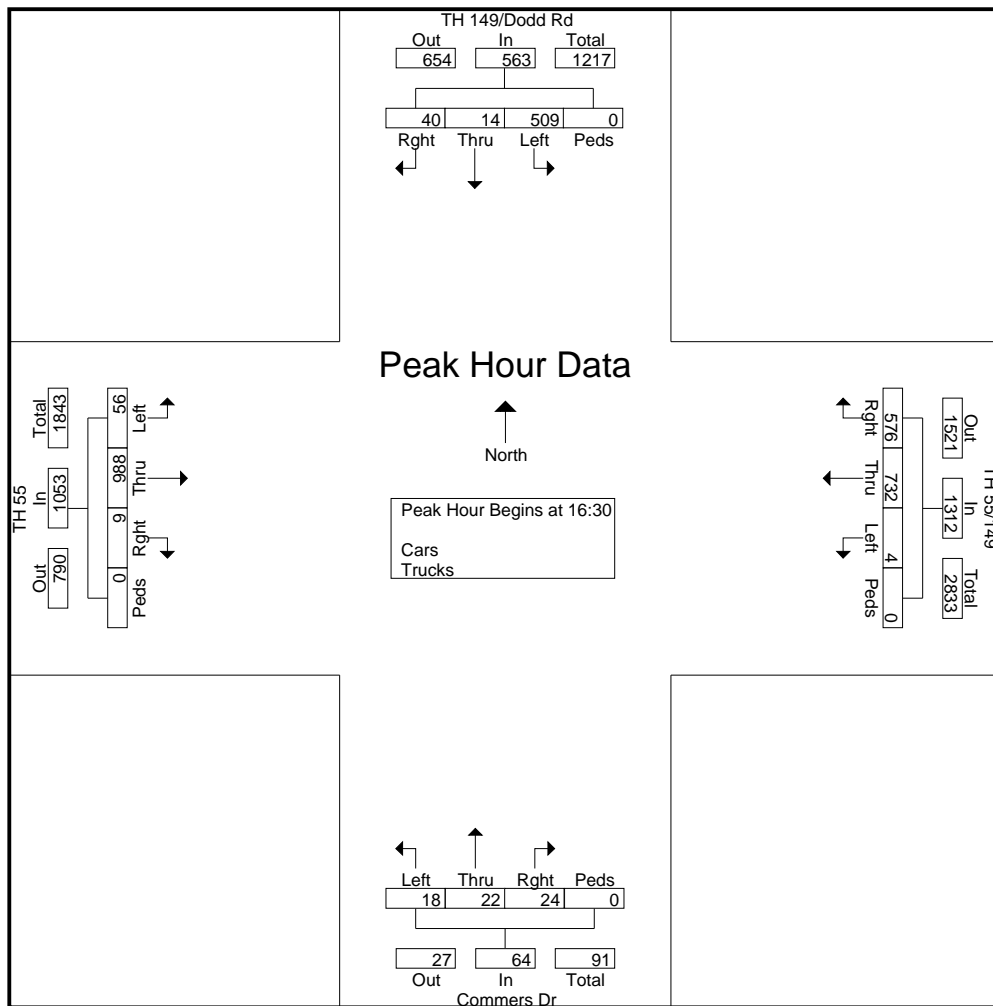 TH 149/Dodd Rd
Out In Total
654 563 1217
40 14 509 0
Rght Thru Left Peds
Peak Hour Data
North
Peak Hour Begins at 16:30
Cars
Trucks
TH 55
Out In Total
790 1053 1843
56 988 9 0
Left Thru Rght Peds
TH 55/149
Out In Total
1521 1312 2833
576 732 4 0
Rght Thru Left Peds
Left Thru Rght Peds
18 22 24 0
27 64 91
Out In Total
Commers Dr